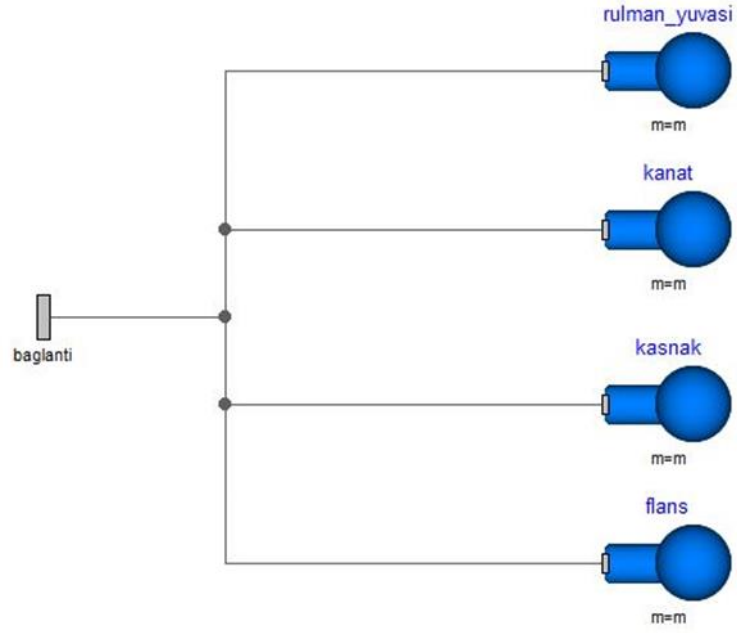 rulman_yuvasi
m=m
kanat
m=m
baglanti
kasnak
m=m
flans
m=m